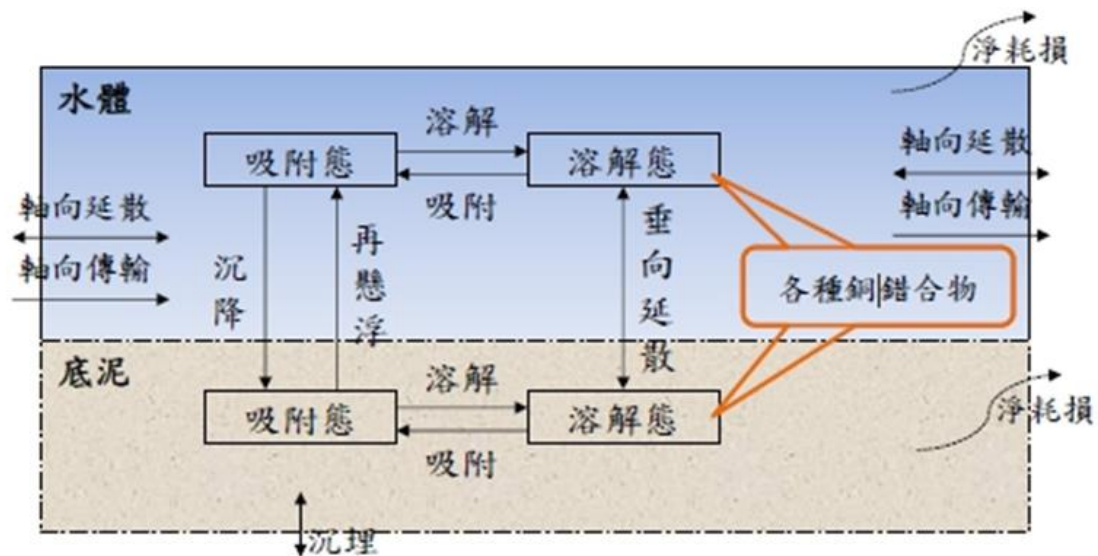 淨耗損
水體
溶解
吸附態
溶解態
吸附
軸向延散
軸向傳輸
軸向延散
軸向傳輸
沉降
再懸浮
垂向延散
各種銅錯合物
底泥
溶解
吸附態
溶解態
吸附
淨耗損
沉埋